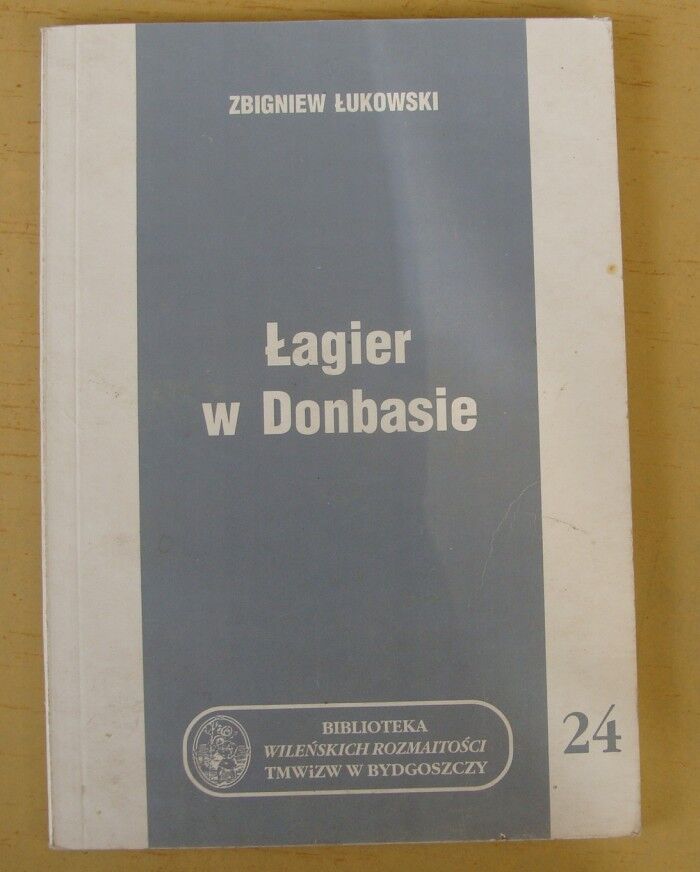 ZBIGNIEW ŁUKOWSKI
Łagier
w Donbasie
BIBLIOTEKA
WILEŃSKICH ROZMAITOŚCI
TMWiZW W BYDGOSZCZY
24